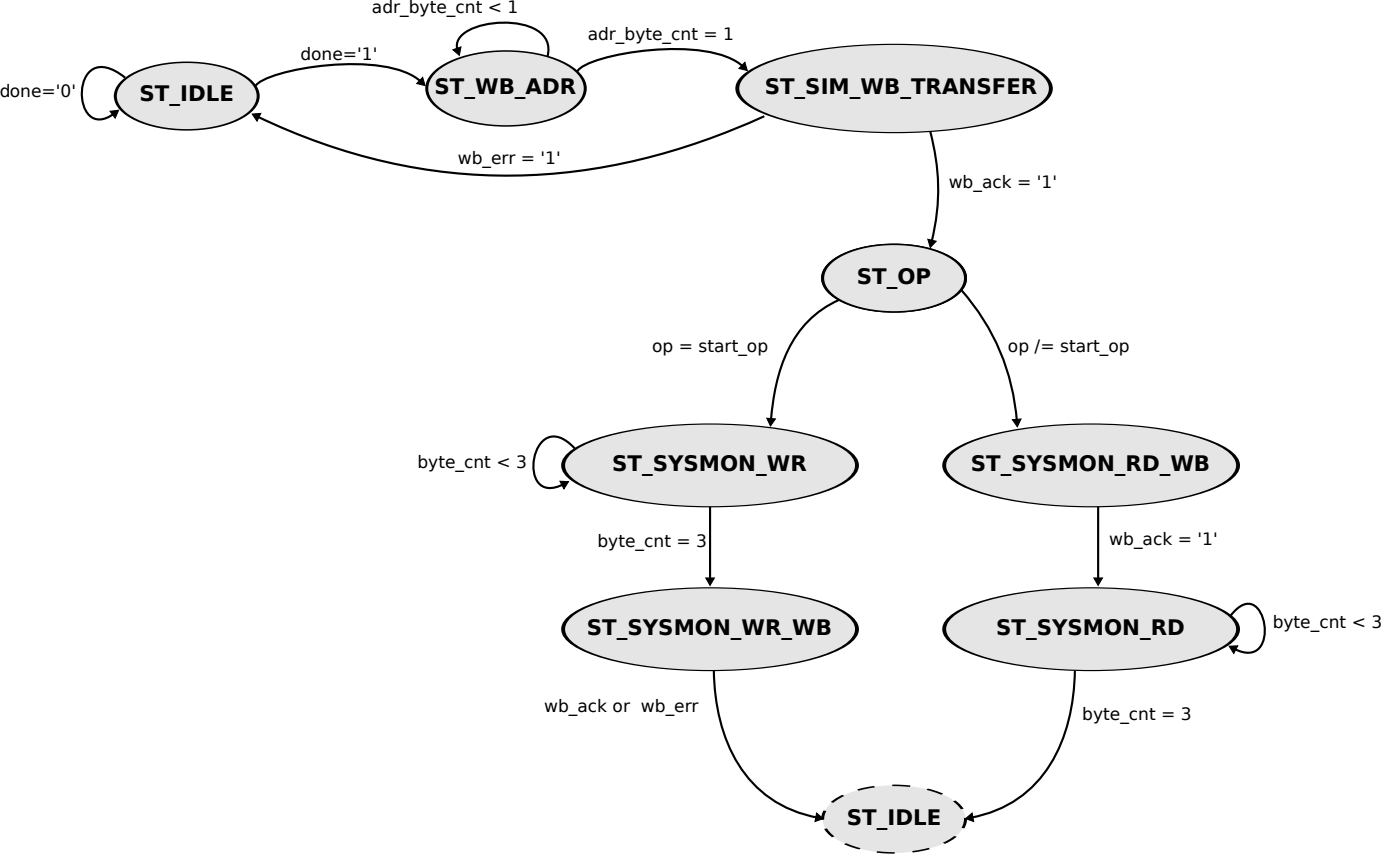 adr_byte_cnt < 1
adr_byte_cnt = 1
done='1'
done='0'
ST_IDLE
ST_WB_ADR
ST_SIM_WB_TRANSFER
wb_err = '1'
wb_ack = '1'
ST_OP
op = start_op
op /= start_op
byte_cnt < 3
ST_SYSMON_WR
ST_SYSMON_RD_WB
byte_cnt = 3
wb_ack = '1'
ST_SYSMON_WR_WB
ST_SYSMON_RD
byte_cnt < 3
wb_ack or  wb_err
byte_cnt = 3
ST_IDLE